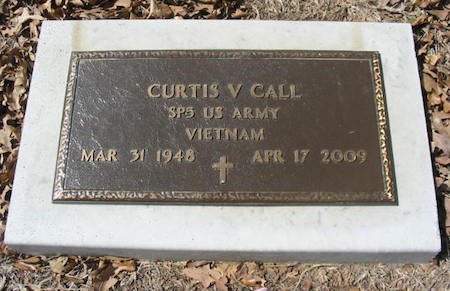 CURTIS V CALL
SP5 US ARMY
VIETNAM
MAR 31 1948 APR 17 2009